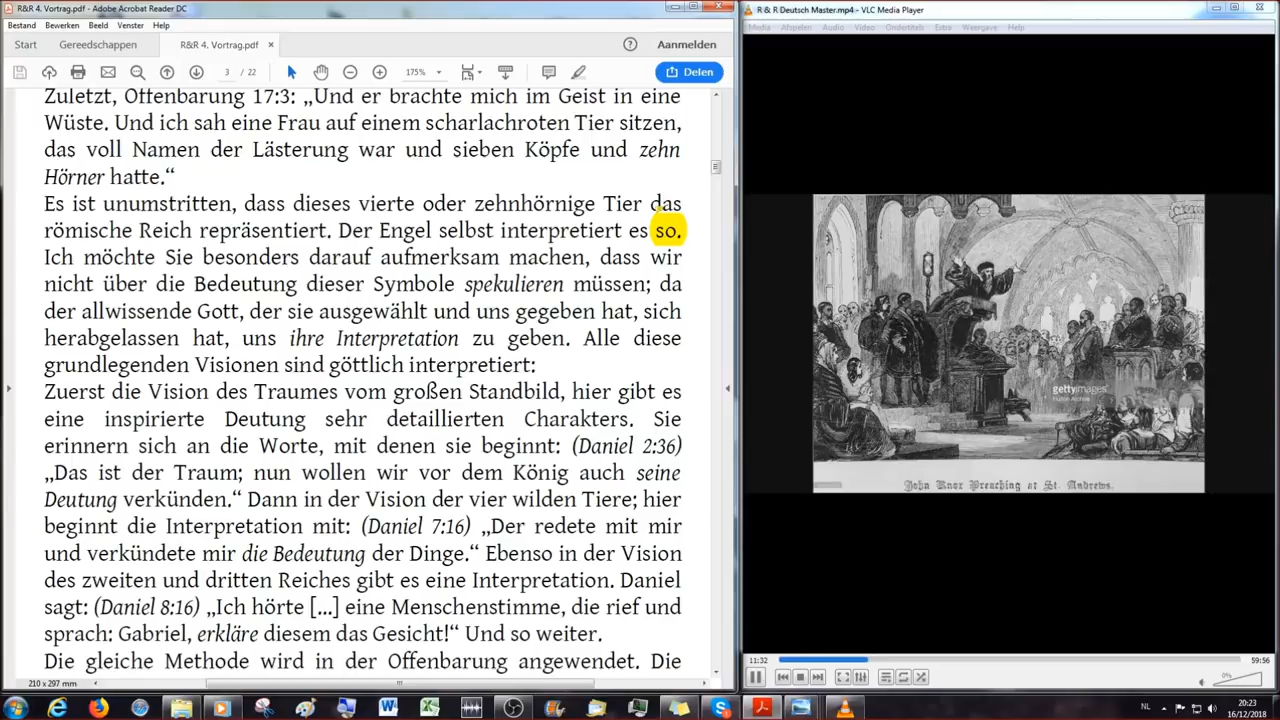 R&R 4. Vortrag.pdf - Adobe Acrobat Reader DC
Bestand Bewerken Beeld Venster Help
Start Gereedschappen R&R 4. Vortrag.pdf × Aanmelden
3 / 22 175% Delen
Zuletzt, Offenbarung 17:3: „Und er brachte mich im Geist in eine
Wüste. Und ich sah eine Frau auf einem scharlachroten Tier sitzen,
das voll Namen der Lästerung war und sieben Köpfe und zehn
Hörner hatte.“
Es ist unumstritten, dass dieses vierte oder zehnhörnige Tier das
römische Reich repräsentiert. Der Engel selbst interpretiert es so.
Ich möchte Sie besonders darauf aufmerksam machen, dass wir
nicht über die Bedeutung dieser Symbole spekulieren müssen; da
der allwissende Gott, der sie ausgewählt und uns gegeben hat, sich
herabgelassen hat, uns ihre Interpretation zu geben. Alle diese
grundlegenden Visionen sind göttlich interpretiert:
Zuerst die Vision des Traumes vom großen Standbild, hier gibt es
eine inspirierte Deutung sehr detaillierten Charakters. Sie
erinnern sich an die Worte, mit denen sie beginnt: (Daniel 2:36)
„Das ist der Traum; nun wollen wir vor dem König auch seine
Deutung verkünden.“ Dann in der Vision der vier wilden Tiere; hier
beginnt die Interpretation mit: (Daniel 7:16) „Der redete mit mir
und verkündete mir die Bedeutung der Dinge.“ Ebenso in der Vision
des zweiten und dritten Reiches gibt es eine Interpretation. Daniel
sagt: (Daniel 8:16) „Ich hörte [...] eine Menschenstimme, die rief und
sprach: Gabriel, erkläre diesem das Gesicht!“ Und so weiter.
Die gleiche Methode wird in der Offenbarung angewendet. Die
210 x 297 mm
R & R Deutsch Master.mp4 - VLC Media Player
Media Afspelen Audio Video Ondertitels Extra Weergave Help
gettyimages
John Knox Preaching at St. Andrews.
11:32 59:56
0%
NL 20:23
16/12/2018